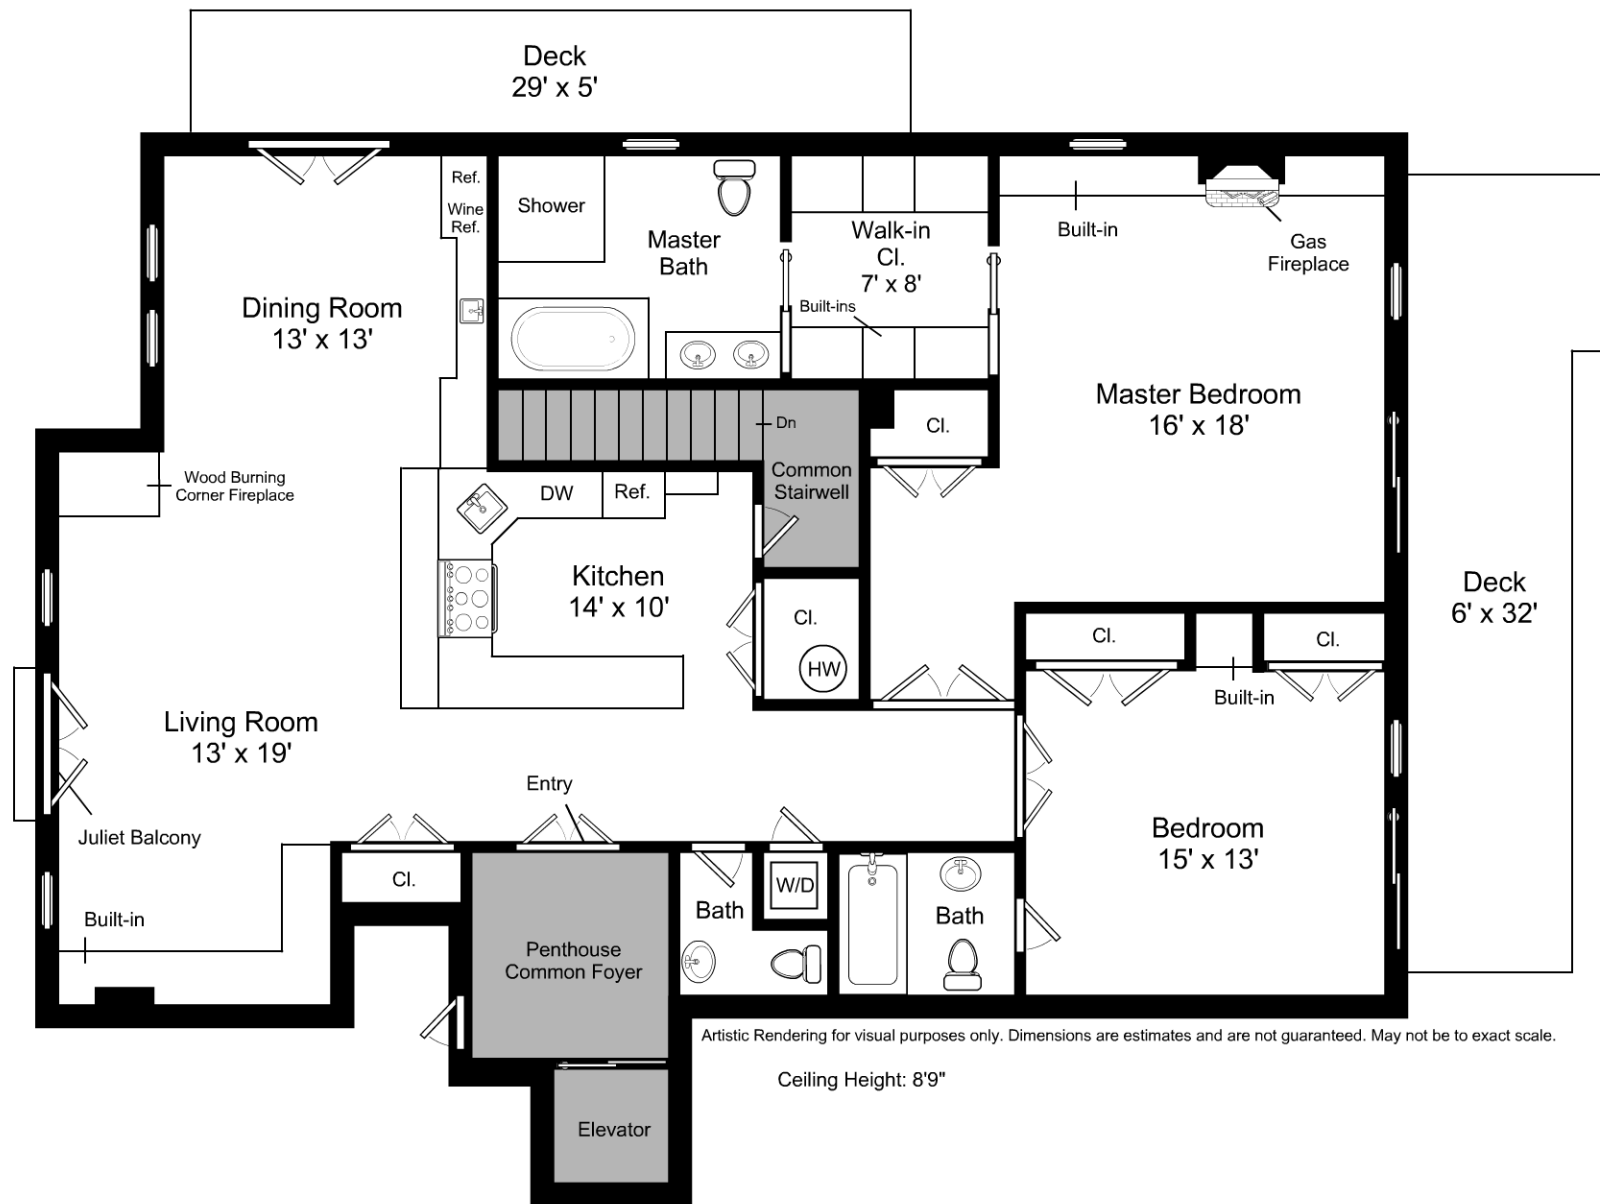 Deck
29' x 5'
Ref.
Wine
Ref.
Shower
Master
Bath
Walk-in
Cl.
7' x 8'
Built-ins
Built-in
Gas
Fireplace
Dining Room
13' x 13'
Master Bedroom
16' x 18'
Dn
Cl.
Common
Stairwell
Wood Burning
Corner Fireplace
DW
Ref.
Kitchen
14' x 10'
Cl.
HW
Deck
6' x 32'
Cl.
Cl.
Built-in
Living Room
13' x 19'
Entry
Juliet Balcony
Bedroom
15' x 13'
Cl.
W/D
Bath
Bath
Built-in
Penthouse
Common Foyer
Artistic Rendering for visual purposes only. Dimensions are estimates and are not guaranteed. May not be to exact scale.
Ceiling Height: 8'9"
Elevator